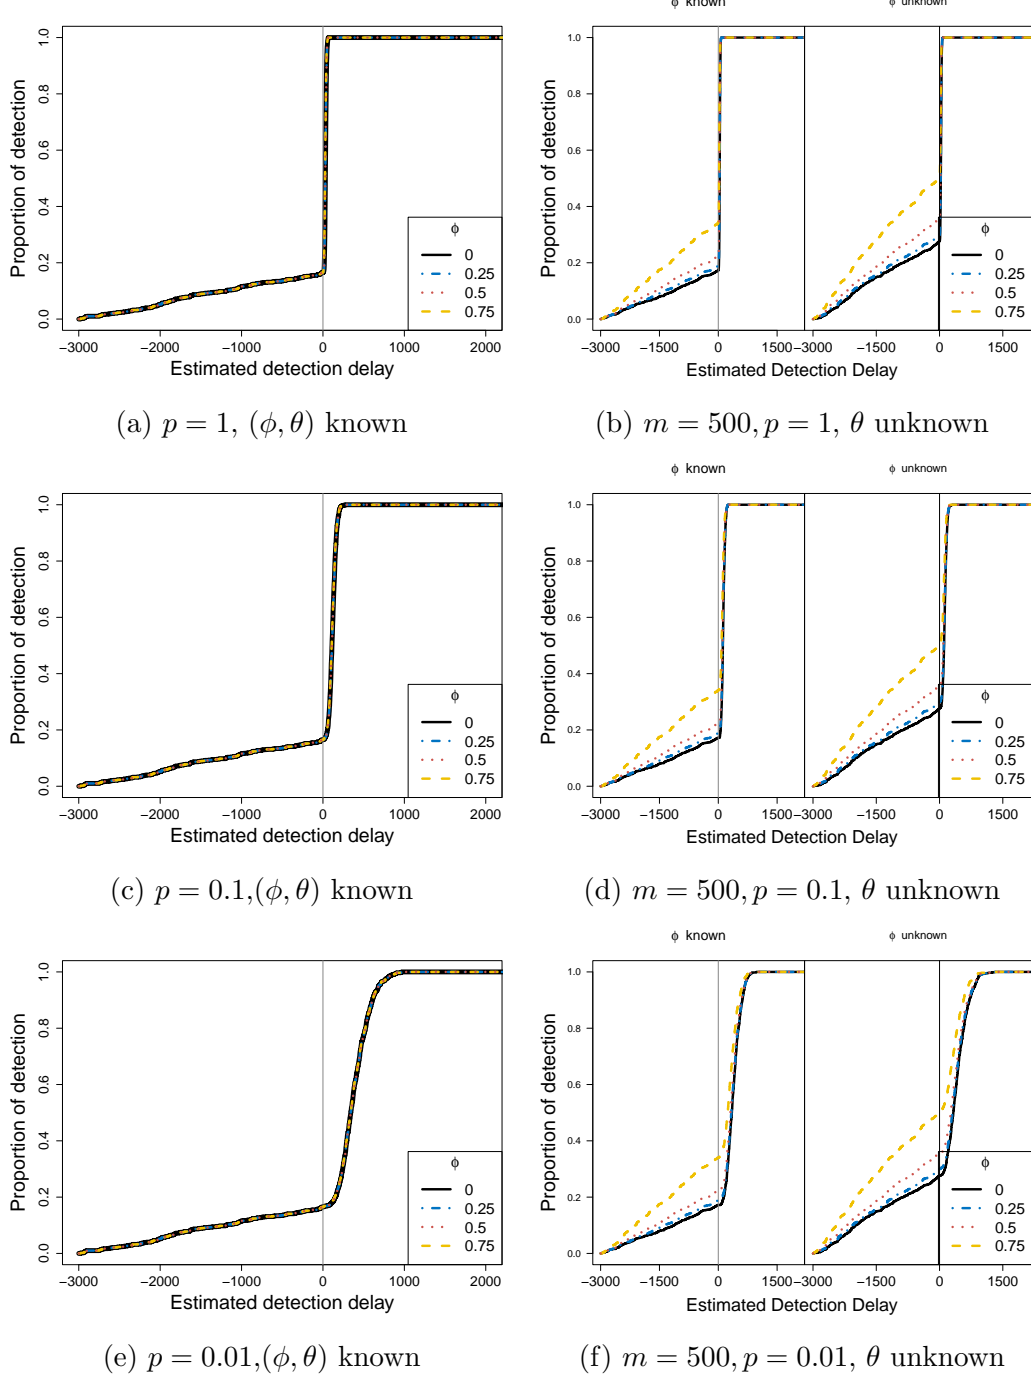 ϕ known
ϕ unknown
Proportion of detection
0.0 0.2 0.4 0.6 0.8 1.0
−3000 −2000 −1000 0 1000 2000
Estimated detection delay
ϕ
0
0.25
0.5
0.75
Proportion of detection
0.0 0.2 0.4 0.6 0.8 1.0
−3000 −1500 0 1500
−3000 −1500 0 1500
Estimated Detection Delay
ϕ
0
0.25
0.5
0.75
(a) p = 1, (ϕ, θ) known
(b) m = 500, p = 1, θ unknown
ϕ known
ϕ unknown
Proportion of detection
0.0 0.2 0.4 0.6 0.8 1.0
−3000 −2000 −1000 0 1000 2000
Estimated detection delay
ϕ
0
0.25
0.5
0.75
Proportion of detection
0.0 0.2 0.4 0.6 0.8 1.0
−3000 −1500 0 1500
−3000 −1500 0 1500
Estimated Detection Delay
ϕ
0
0.25
0.5
0.75
(c) p = 0.1,(ϕ, θ) known
(d) m = 500, p = 0.1, θ unknown
ϕ known
ϕ unknown
Proportion of detection
0.0 0.2 0.4 0.6 0.8 1.0
−3000 −2000 −1000 0 1000 2000
Estimated detection delay
ϕ
0
0.25
0.5
0.75
Proportion of detection
0.0 0.2 0.4 0.6 0.8 1.0
−3000 −1500 0 1500
−3000 −1500 0 1500
Estimated Detection Delay
ϕ
0
0.25
0.5
0.75
(e) p = 0.01,(ϕ, θ) known
(f) m = 500, p = 0.01, θ unknown